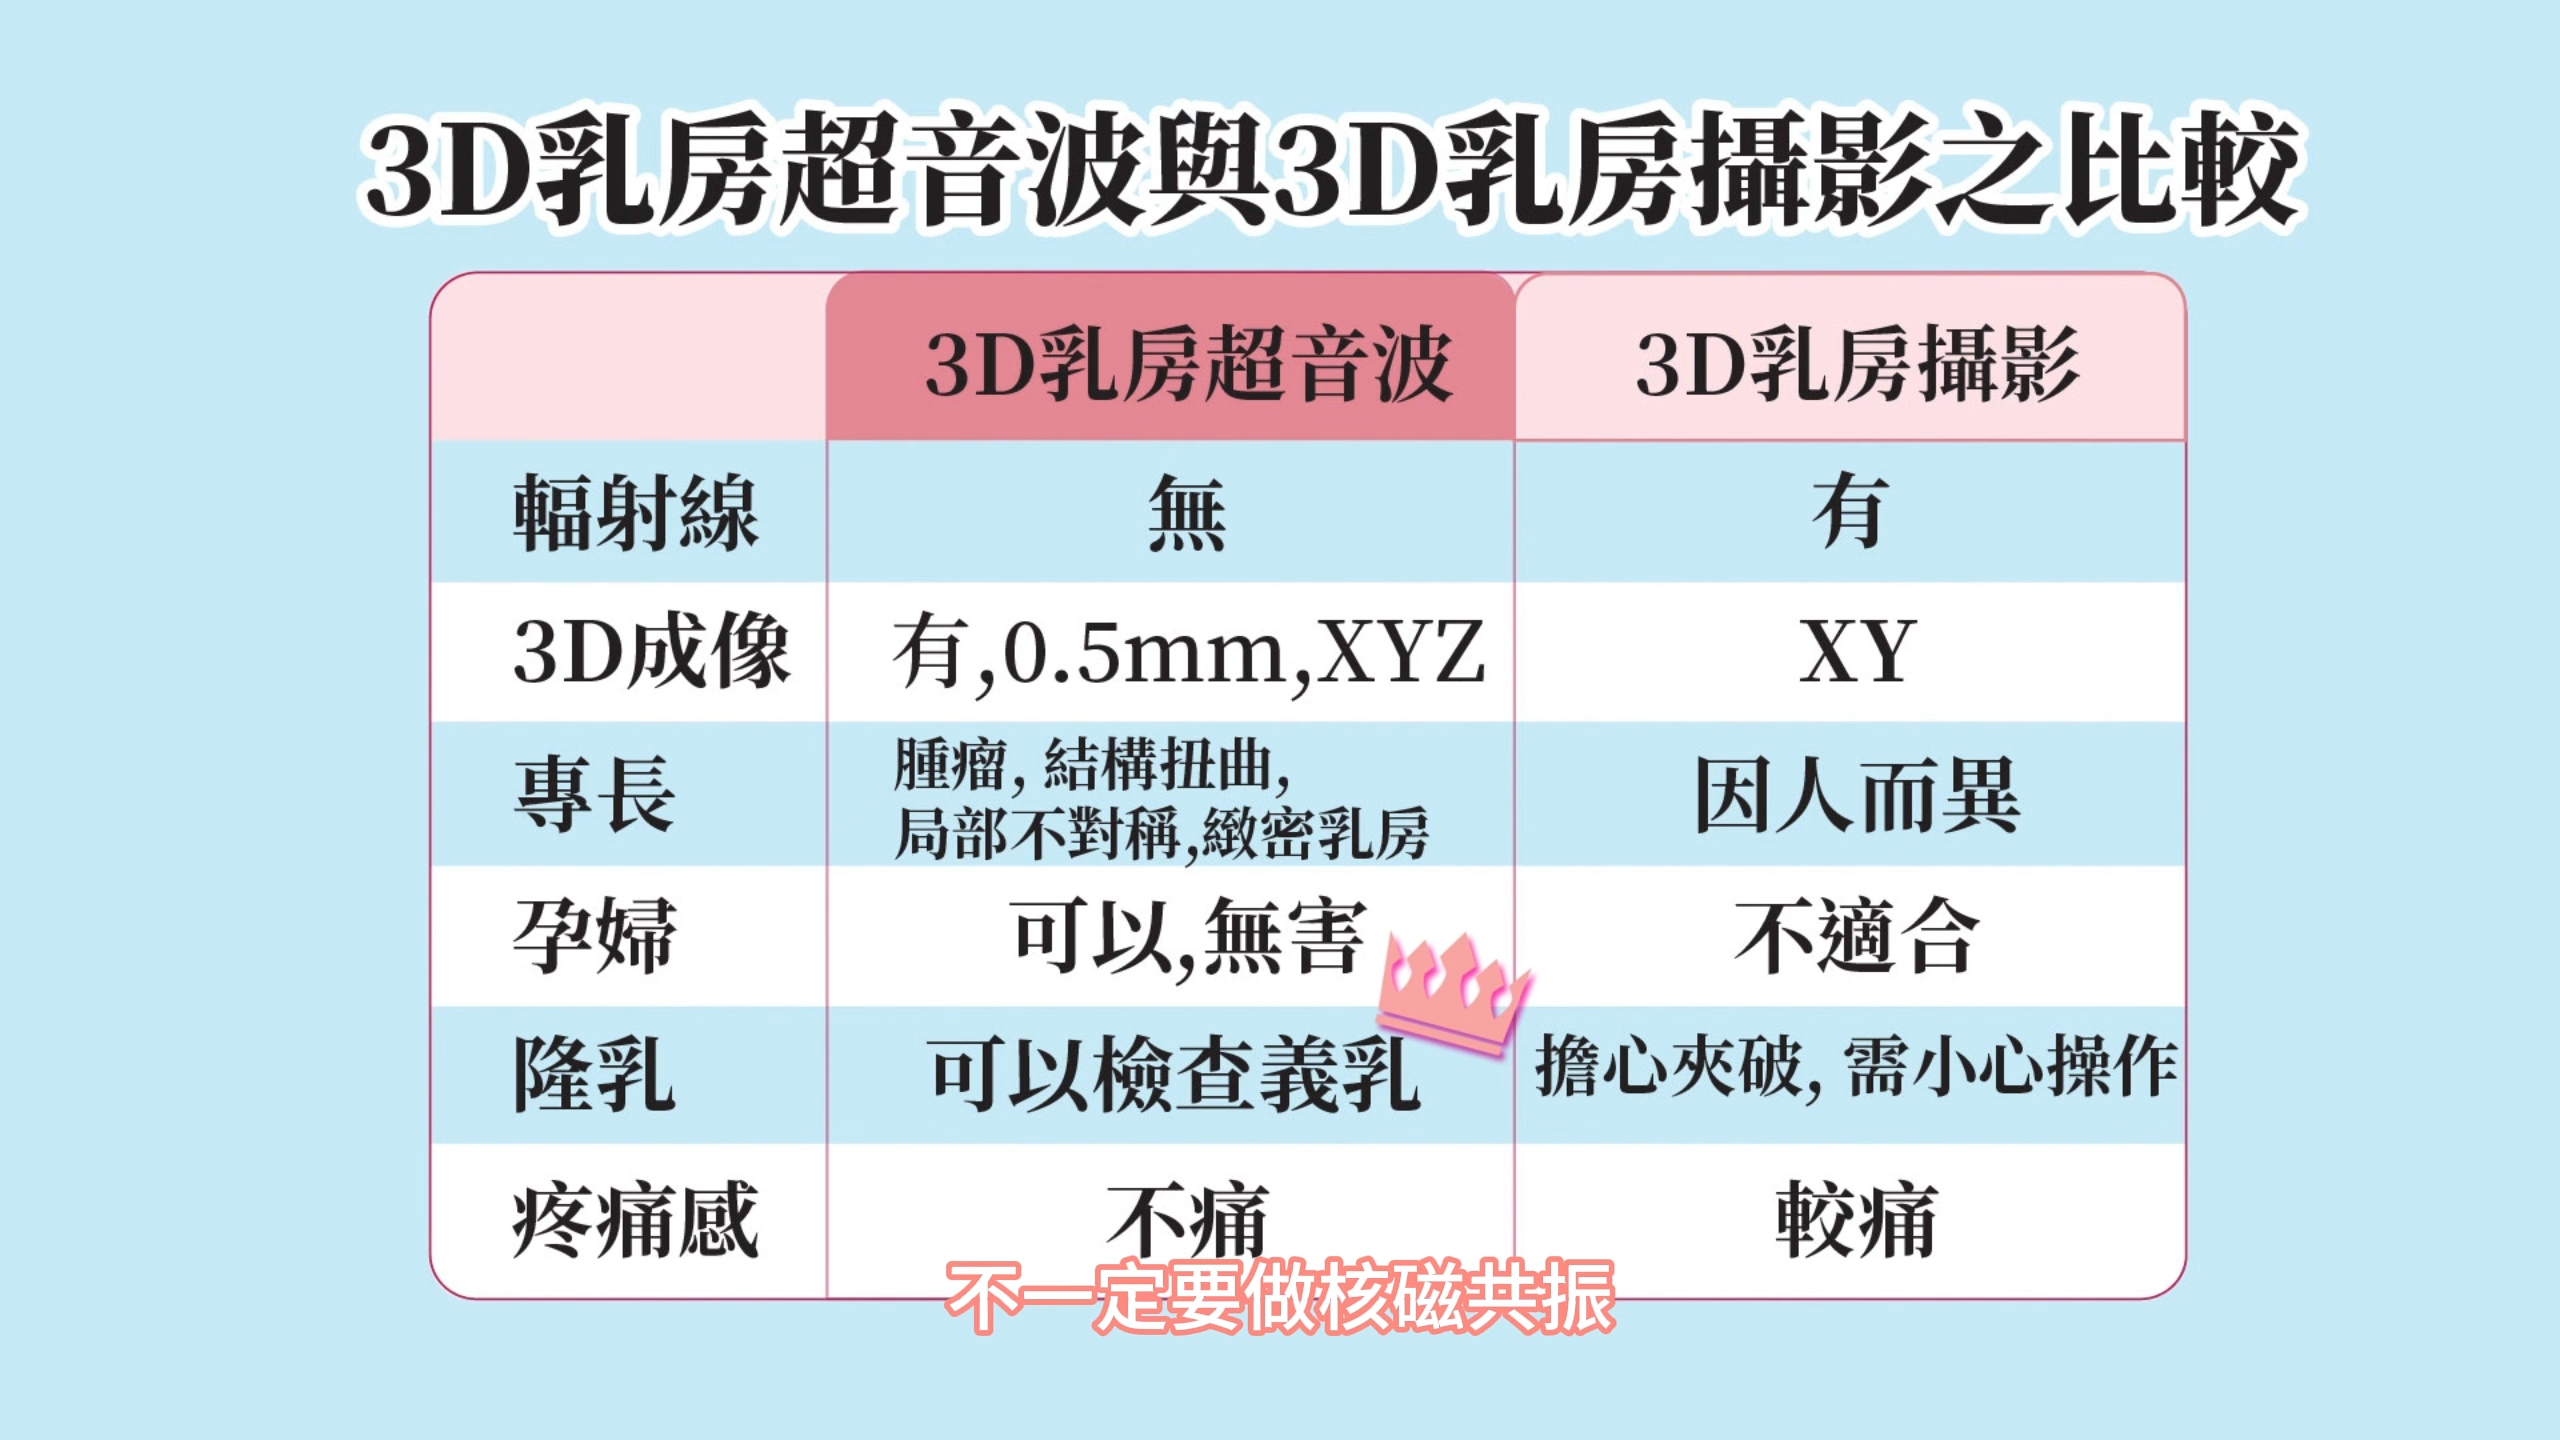 3D乳房超音波與3D乳房攝影之比較
3D乳房超音波 3D乳房攝影
輻射線 無 有
3D成像 有,0.5mm,XYZ XY
專長 腫瘤, 結構扭曲, 因人而異
局部不對稱,緻密乳房
孕婦 可以,無害 不適合
隆乳 可以檢查義乳 擔心夾破, 需小心操作
疼痛感 不痛 較痛
不一定要做核磁共振